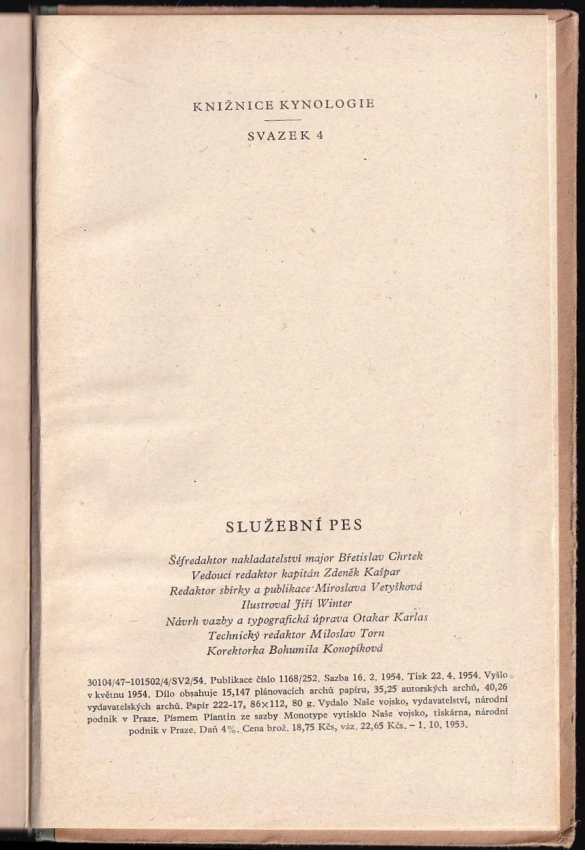 KNIŽNICE KYNOLOGIE
SVAZEK 4
SLUŽEBNÍ PES
Šéfredaktor nakladatelství major Břetislav Chrtek
Vedoucí redaktor kapitán Zdeněk Kašpar
Redaktor sbírky a publikace Miroslava Vetyšková
Ilustroval Jiří Winter
Návrh vazby a typografická úprava Otakar Karlas
Technický redaktor Miloslav Torn
Korektorka Bohumila Konopíková
30104/47-101502/4/SV2/54. Publikace číslo 1168/252. Sazba 16. 2. 1954. Tisk 22. 4. 1954. Vyšlo
v květnu 1954. Dílo obsahuje 15,147 plánovacích archů papíru, 35,25 autorských archů, 40,26
vydavatelských archů. Papír 222-17, 86×112, 80 g. Vydalo Naše vojsko, vydavatelství, národní
podnik v Praze. Písmem Plantin ze sazby Monotype vytisklo Naše vojsko, tiskárna, národní
podnik v Praze. Daň 4%. Cena brož. 18,75 Kčs, váz. 22,65 Kčs. – 1. 10. 1953.